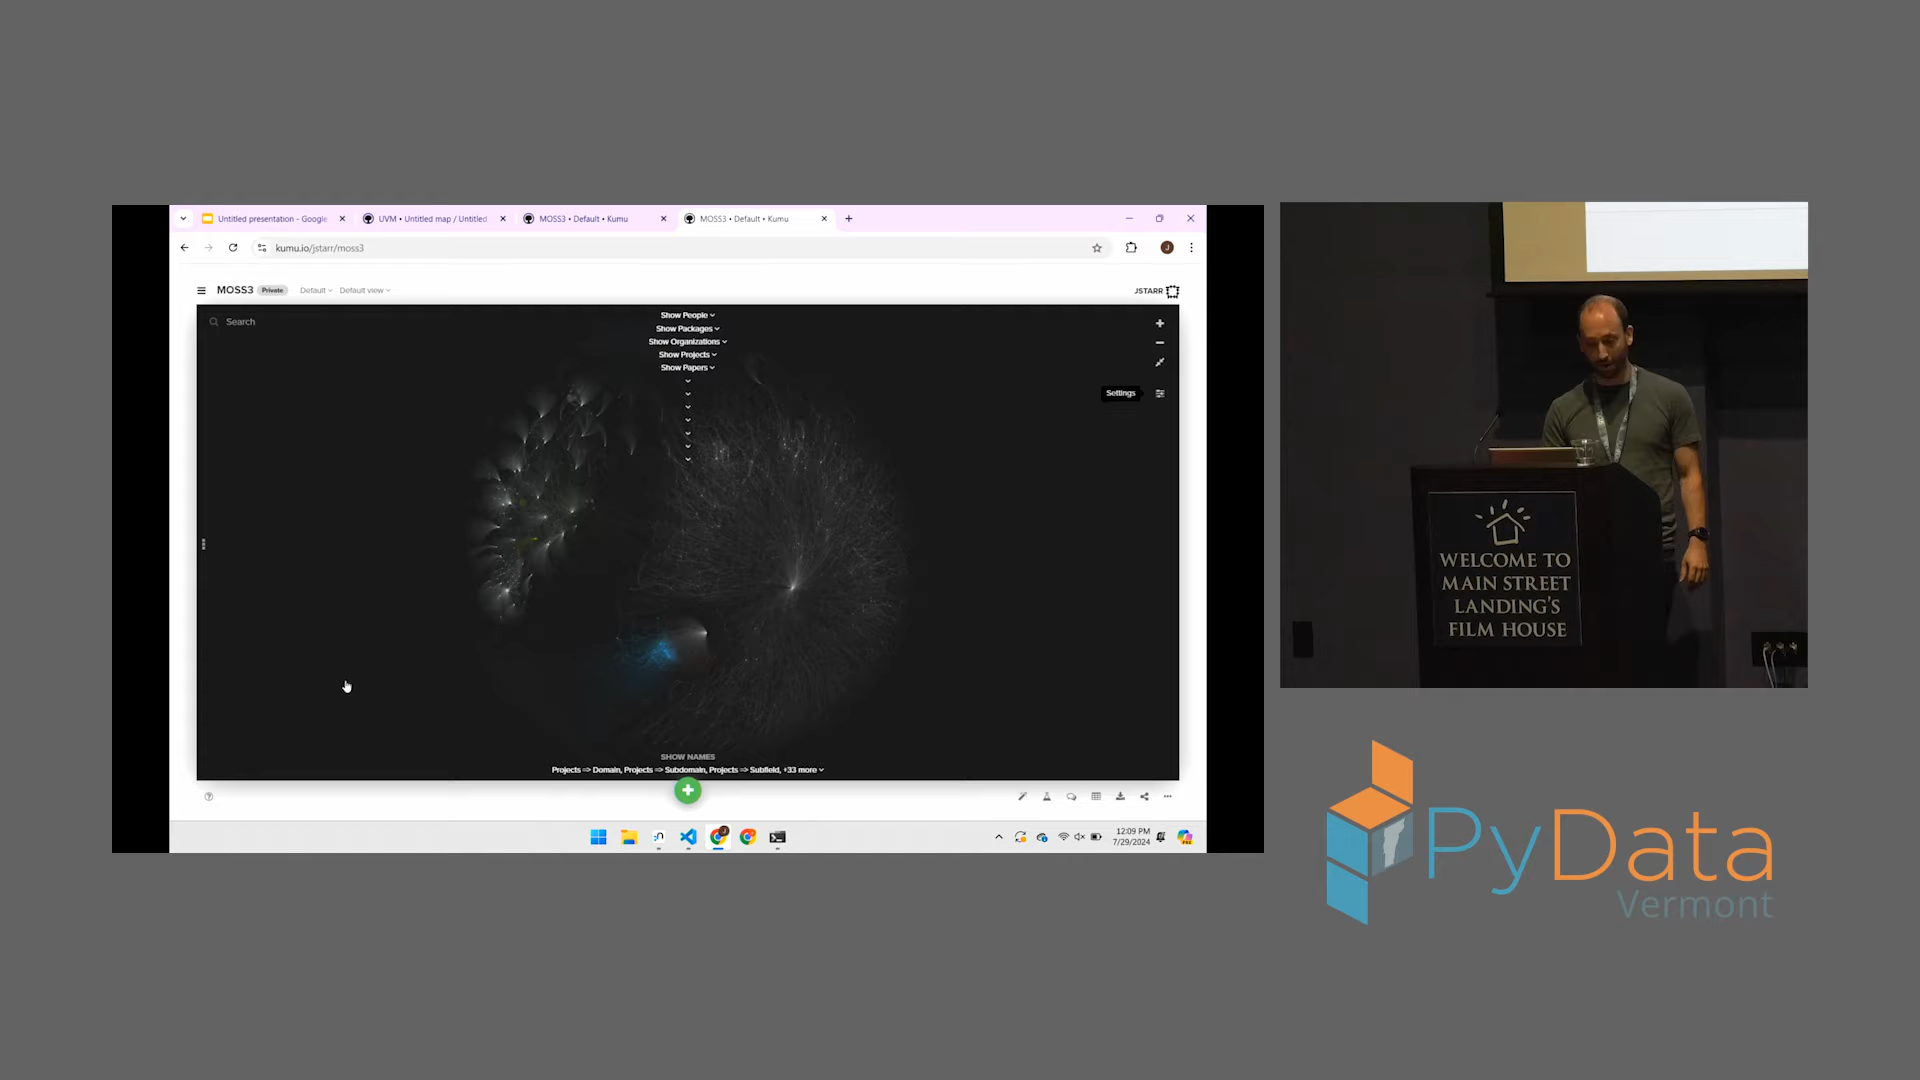 Untitled presentation - Google
UVM • Untitled map / Untitled
MOSS3 • Default • Kumu
MOSS3 • Default • Kumu
kumu.io/jstarr/moss3
J
MOSS3 Private Default Default view
JSTARR
Search
Show People
Show Packages
Show Organizations
Show Projects
Show Papers
Settings
SHOW NAMES
Projects => Domain, Projects => Subdomain, Projects => Subfield, +33 more
12:09 PM
7/29/2024
WELCOME TO
MAIN STREET
LANDING'S
FILM HOUSE
PyData
Vermont